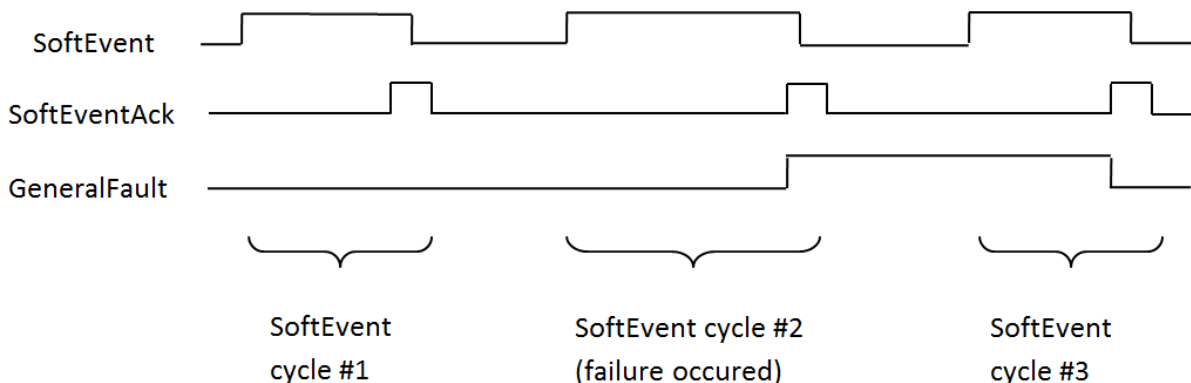 SoftEvent
SoftEventAck
GeneralFault
SoftEvent
cycle #1
SoftEvent cycle #2
(failure occured)
SoftEvent
cycle #3